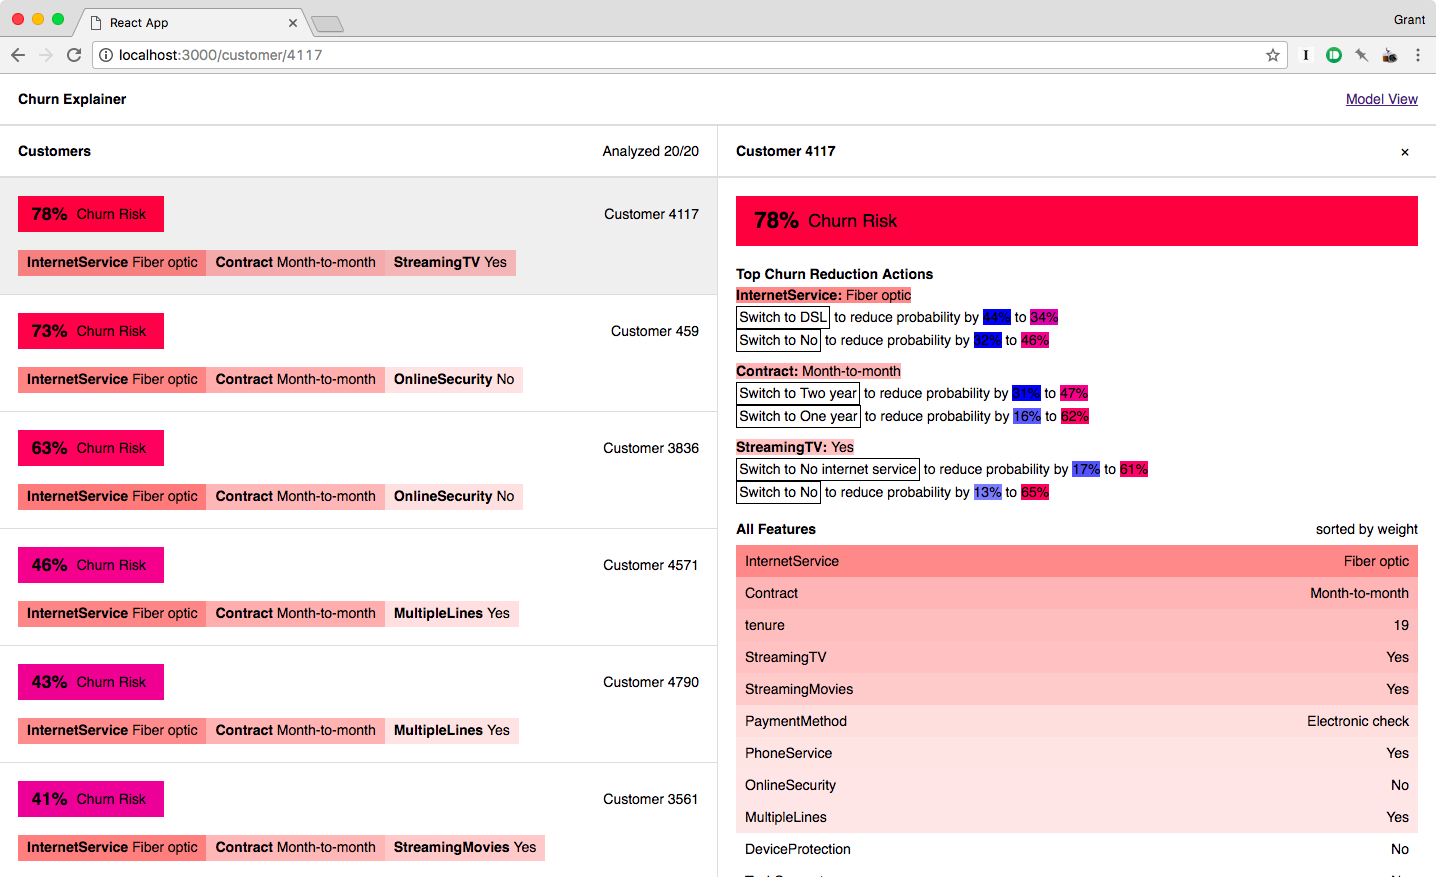 React App
Grant
localhost:3000/customer/4117
Churn Explainer
Model View
Customers
Analyzed 20/20
78% Churn Risk
Customer 4117
InternetService Fiber optic Contract Month-to-month StreamingTV Yes
73% Churn Risk
Customer 459
InternetService Fiber optic Contract Month-to-month OnlineSecurity No
63% Churn Risk
Customer 3836
InternetService Fiber optic Contract Month-to-month OnlineSecurity No
46% Churn Risk
Customer 4571
InternetService Fiber optic Contract Month-to-month MultipleLines Yes
43% Churn Risk
Customer 4790
InternetService Fiber optic Contract Month-to-month MultipleLines Yes
41% Churn Risk
Customer 3561
InternetService Fiber optic Contract Month-to-month StreamingMovies Yes
Customer 4117
×
78% Churn Risk
Top Churn Reduction Actions
InternetService: Fiber optic
Switch to DSL to reduce probability by 44% to 34%
Switch to No to reduce probability by 32% to 46%
Contract: Month-to-month
Switch to Two year to reduce probability by 31% to 47%
Switch to One year to reduce probability by 16% to 62%
StreamingTV: Yes
Switch to No internet service to reduce probability by 17% to 61%
Switch to No to reduce probability by 13% to 65%
All Features
sorted by weight
InternetService Fiber optic
Contract Month-to-month
tenure 19
StreamingTV Yes
StreamingMovies Yes
PaymentMethod Electronic check
PhoneService Yes
OnlineSecurity No
MultipleLines Yes
DeviceProtection No